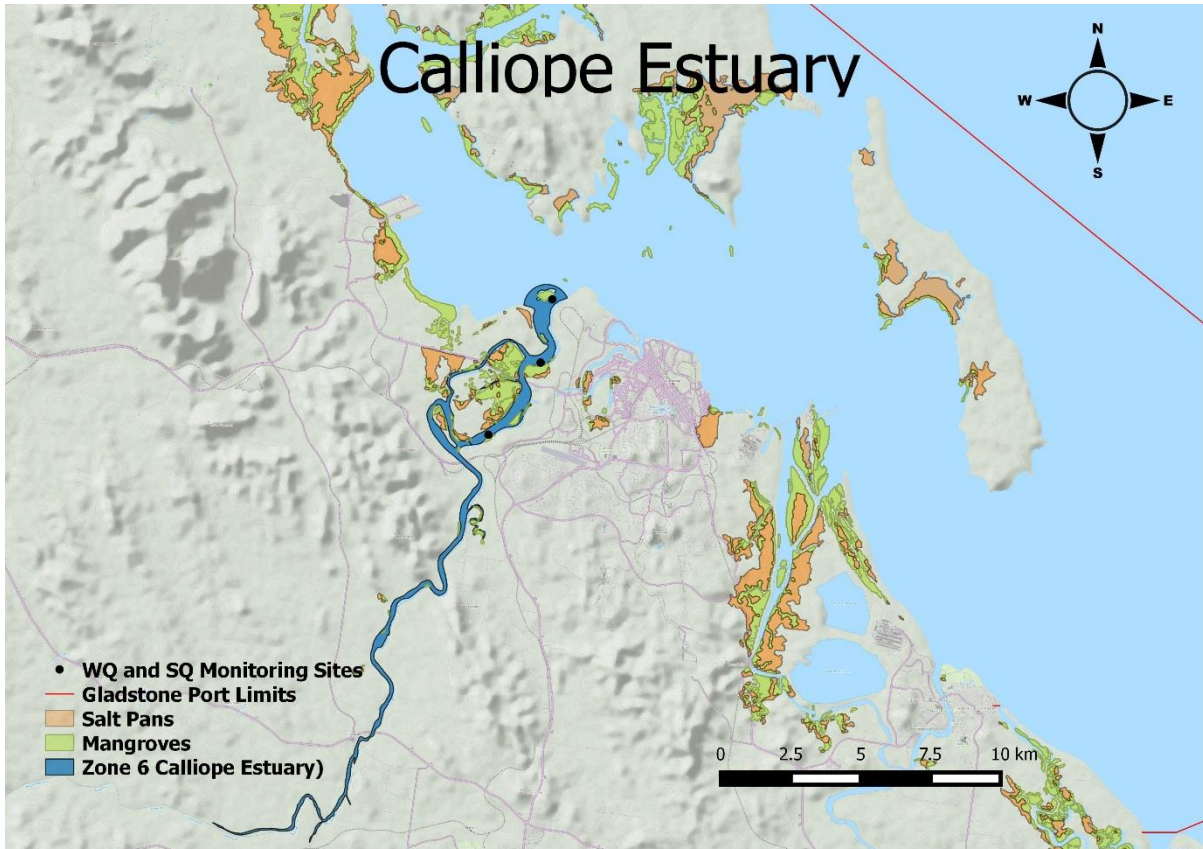 Calliope Estuary
N
W E
S
WQ and SQ Monitoring Sites
Gladstone Port Limits
Salt Pans
Mangroves
Zone 6 Calliope Estuary)
0 2.5 5 7.5 10 km